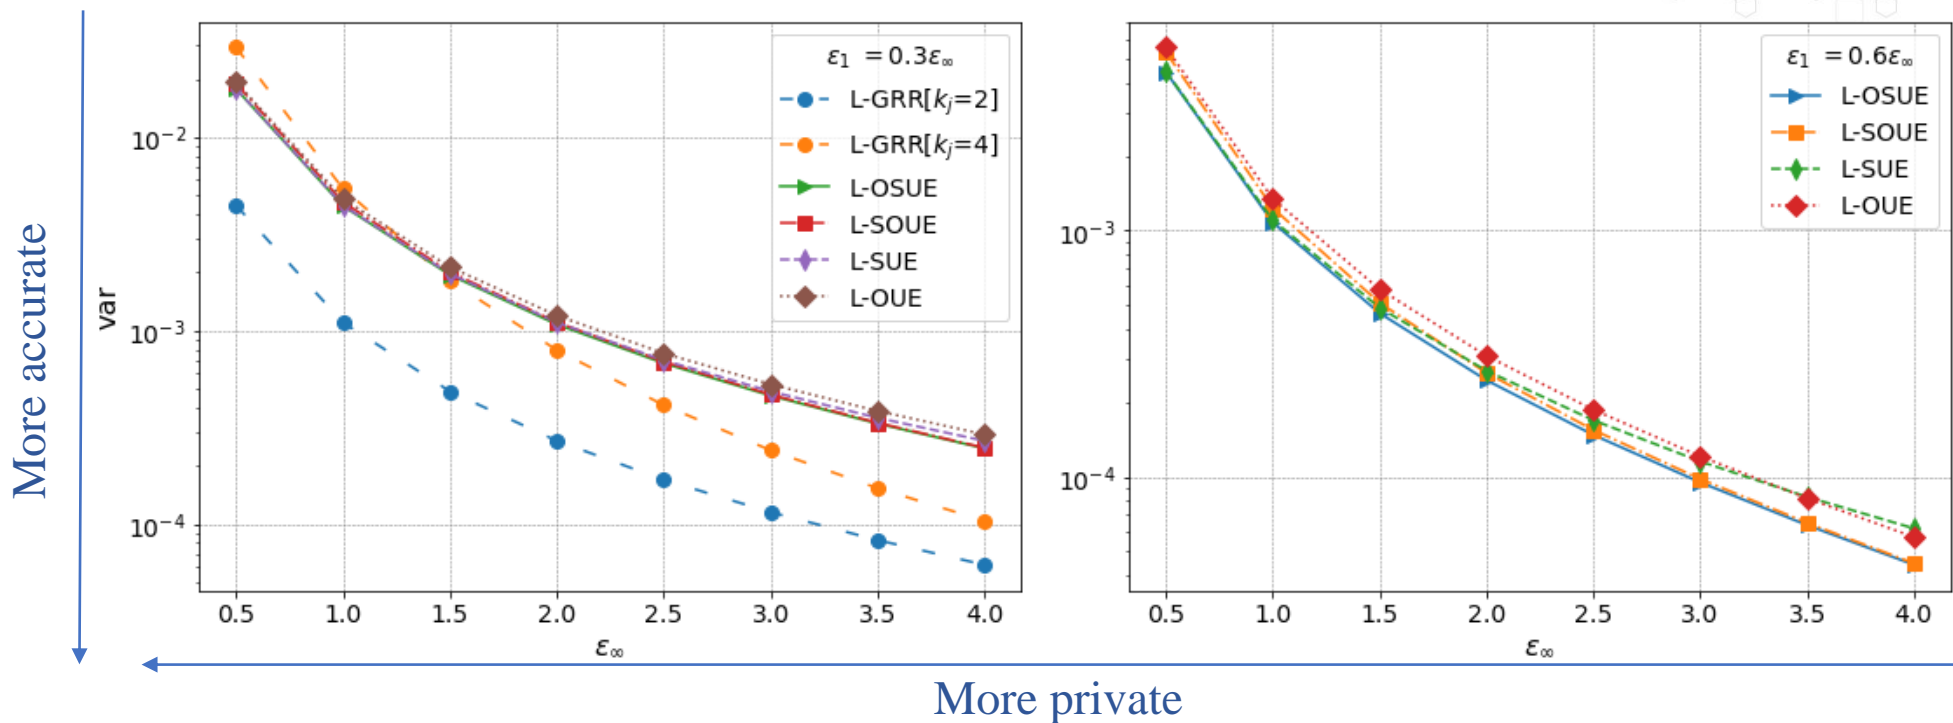 More accurate
var
10⁻²
10⁻³
10⁻⁴
ε₁ = 0.3ε∞
L-GRR[kⱼ=2]
L-GRR[kⱼ=4]
L-OSUE
L-SOUE
L-SUE
L-OUE
0.5 1.0 1.5 2.0 2.5 3.0 3.5 4.0
ε∞
10⁻³
10⁻⁴
ε₁ = 0.6ε∞
L-OSUE
L-SOUE
L-SUE
L-OUE
0.5 1.0 1.5 2.0 2.5 3.0 3.5 4.0
ε∞
More private